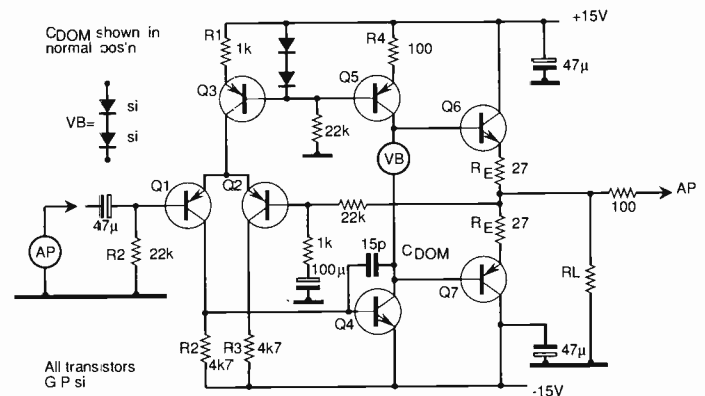 CDOM shown in
normal pos'n
VB=
si
si
R1
1k
R4
100
+15V
47µ
Q3
Q5
Q6
22k
VB
RE 27
Q1
Q2
22k
AP
100
47µ
AP
R2
22k
1k
100µ
15p
CDOM
RE 27
RL
Q4
Q7
R2
4k7
R3
4k7
47µ
All transistors
G P si
-15V